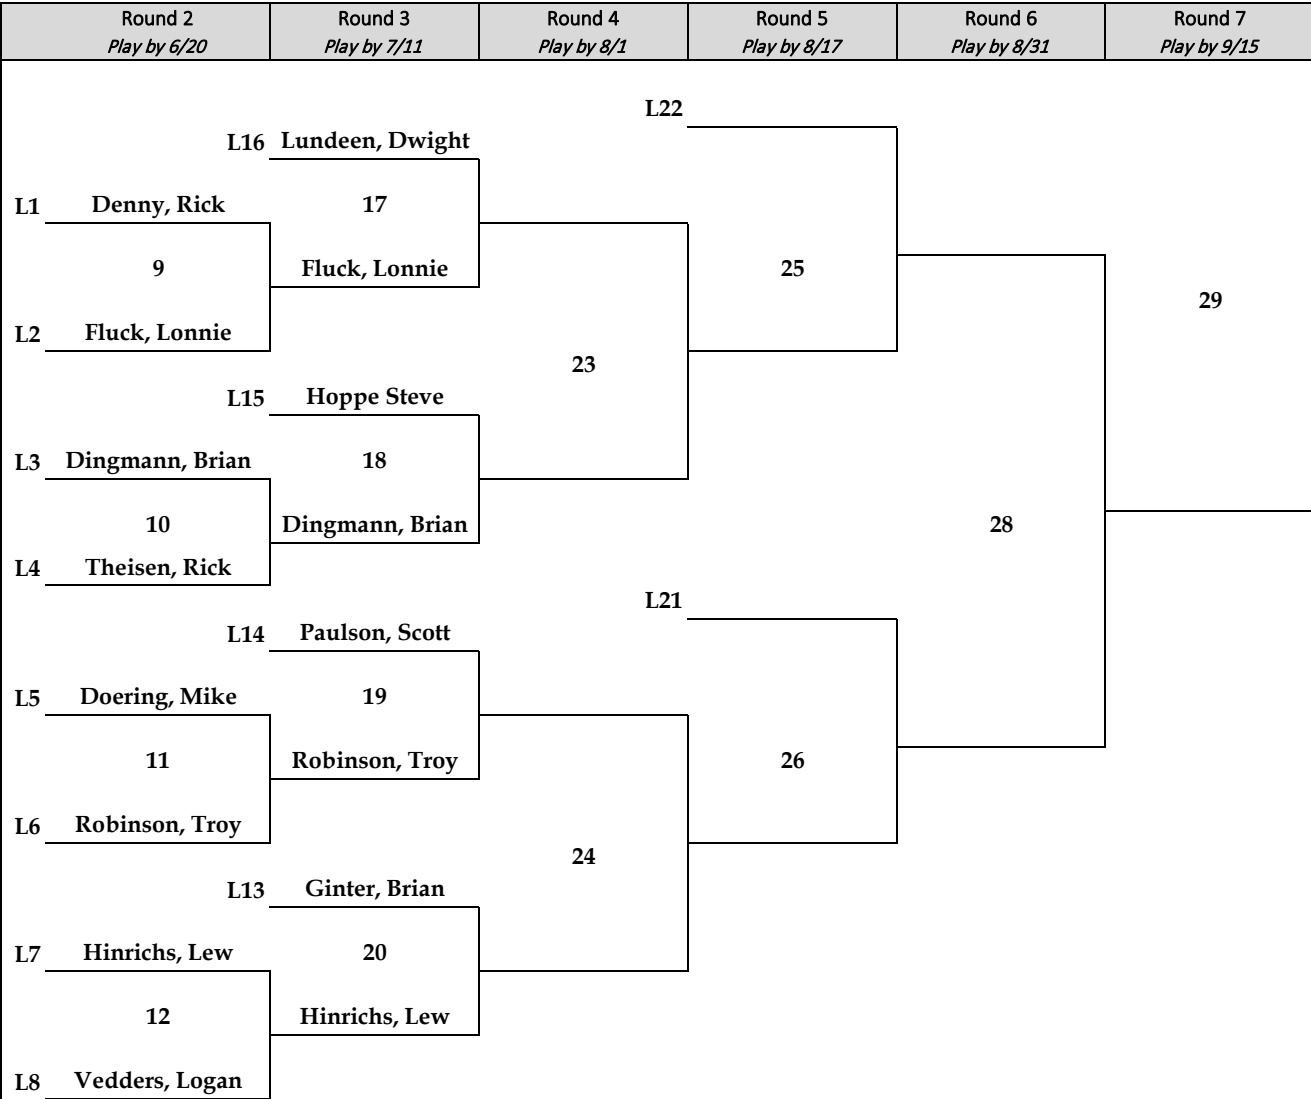 Round 2 Round 3 Round 4 Round 5 Round 6 Round 7
Play by 6/20 Play by 7/11 Play by 8/1 Play by 8/17 Play by 8/31 Play by 9/15
L22
L16 Lundeen, Dwight
L1 Denny, Rick 17
9 Fluck, Lonnie 25
29
L2 Fluck, Lonnie
23
L15 Hoppe Steve
L3 Dingmann, Brian 18
10 Dingmann, Brian 28
L4 Theisen, Rick
L21
L14 Paulson, Scott
L5 Doering, Mike 19
11 Robinson, Troy 26
L6 Robinson, Troy
24
L13 Ginter, Brian
L7 Hinrichs, Lew 20
12 Hinrichs, Lew
L8 Vedders, Logan